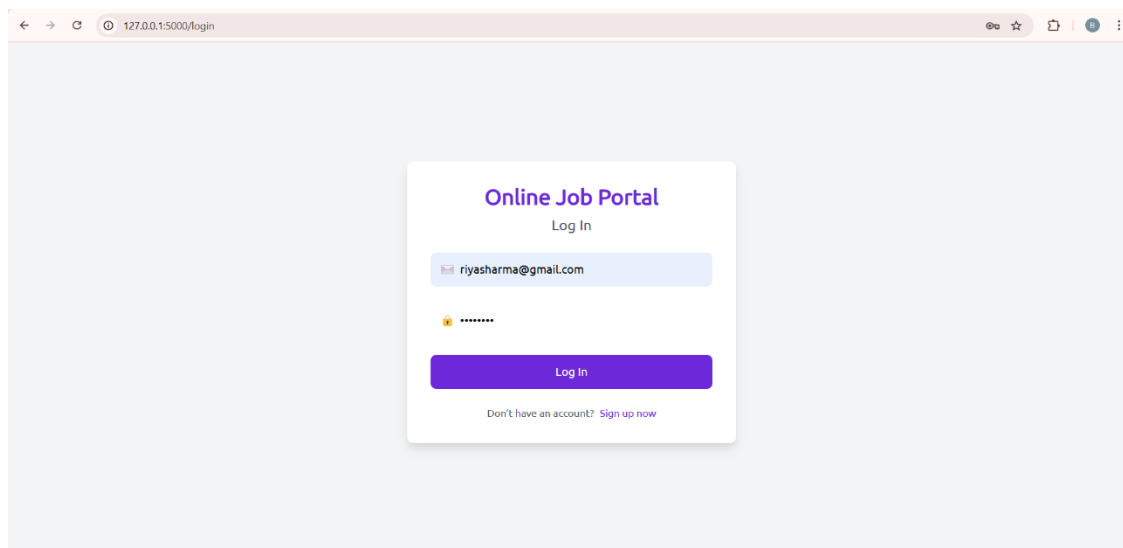 127.0.0.1:5000/login
B
Online Job Portal
Log In
riyasharma@gmail.com
••••••••
Log In
Don't have an account? Sign up now